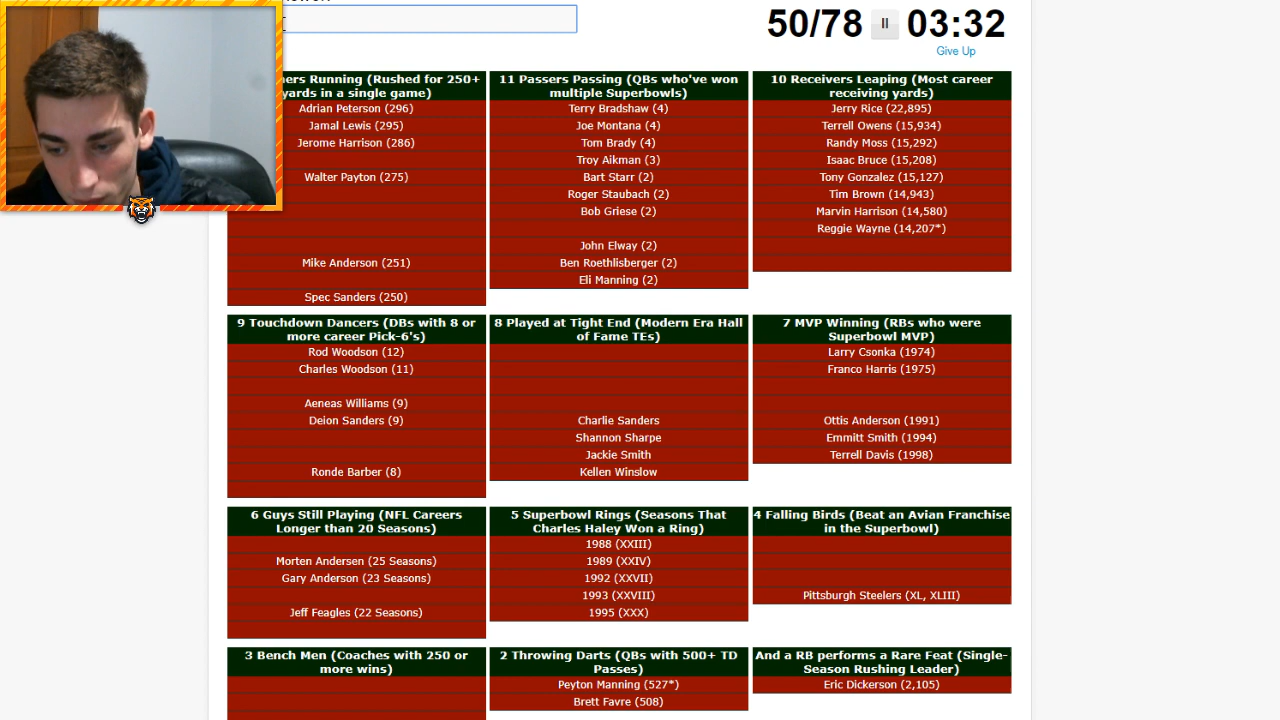 50/78 II 03:32
Give Up
ners Running (Rushed for 250+
yards in a single game)
Adrian Peterson (296)
Jamal Lewis (295)
Jerome Harrison (286)
Walter Payton (275)
Mike Anderson (251)
Spec Sanders (250)
11 Passers Passing (QBs who've won
multiple Superbowls)
Terry Bradshaw (4)
Joe Montana (4)
Tom Brady (4)
Troy Aikman (3)
Bart Starr (2)
Roger Staubach (2)
Bob Griese (2)
John Elway (2)
Ben Roethlisberger (2)
Eli Manning (2)
10 Receivers Leaping (Most career
receiving yards)
Jerry Rice (22,895)
Terrell Owens (15,934)
Randy Moss (15,292)
Isaac Bruce (15,208)
Tony Gonzalez (15,127)
Tim Brown (14,943)
Marvin Harrison (14,580)
Reggie Wayne (14,207*)
9 Touchdown Dancers (DBs with 8 or
more career Pick-6's)
Rod Woodson (12)
Charles Woodson (11)
Aeneas Williams (9)
Deion Sanders (9)
Ronde Barber (8)
8 Played at Tight End (Modern Era Hall
of Fame TEs)
Charlie Sanders
Shannon Sharpe
Jackie Smith
Kellen Winslow
7 MVP Winning (RBs who were
Superbowl MVP)
Larry Csonka (1974)
Franco Harris (1975)
Ottis Anderson (1991)
Emmitt Smith (1994)
Terrell Davis (1998)
6 Guys Still Playing (NFL Careers
Longer than 20 Seasons)
Morten Andersen (25 Seasons)
Gary Anderson (23 Seasons)
Jeff Feagles (22 Seasons)
5 Superbowl Rings (Seasons That
Charles Haley Won a Ring)
1988 (XXIII)
1989 (XXIV)
1992 (XXVII)
1993 (XXVIII)
1995 (XXX)
4 Falling Birds (Beat an Avian Franchise
in the Superbowl)
Pittsburgh Steelers (XL, XLIII)
3 Bench Men (Coaches with 250 or
more wins)
2 Throwing Darts (QBs with 500+ TD
Passes)
Peyton Manning (527*)
Brett Favre (508)
And a RB performs a Rare Feat (Single-
Season Rushing Leader)
Eric Dickerson (2,105)